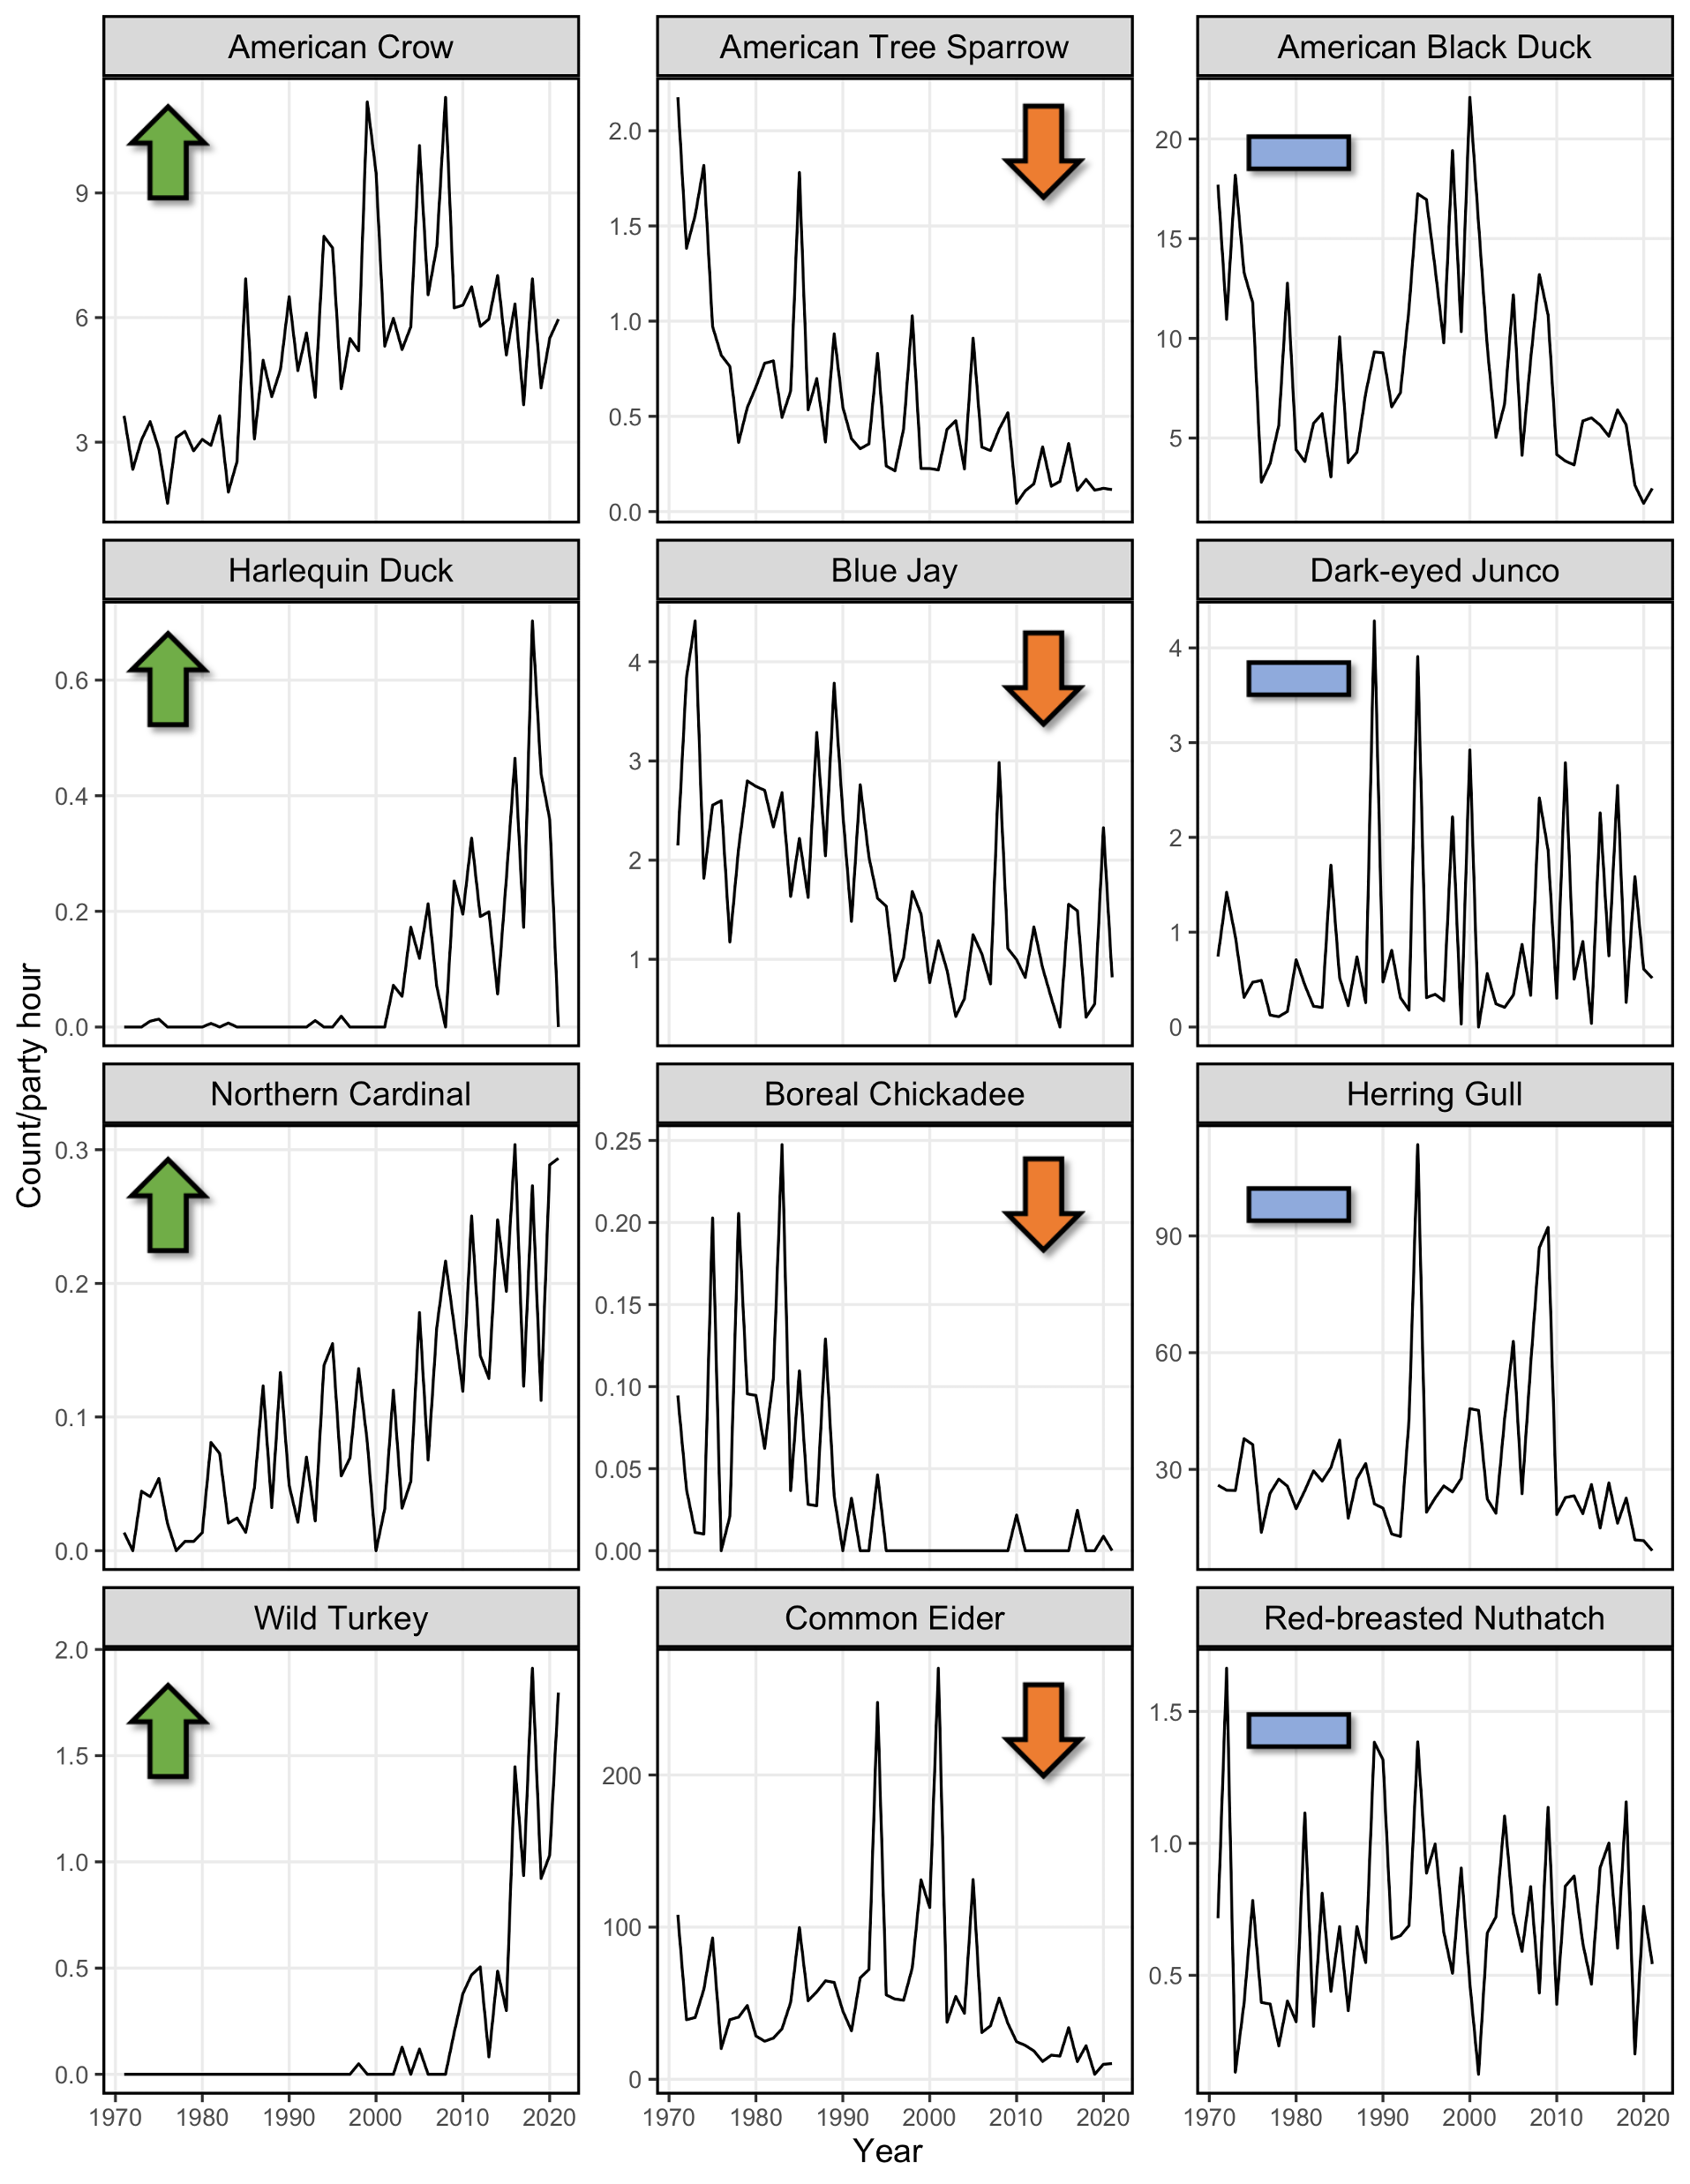 American Crow
American Tree Sparrow
American Black Duck
9
6
3
2.0
1.5
1.0
0.5
0.0
20
15
10
5
Harlequin Duck
Blue Jay
Dark-eyed Junco
0.6
0.4
0.2
0.0
4
3
2
1
4
3
2
1
0
Count/party hour
Northern Cardinal
Boreal Chickadee
Herring Gull
0.3
0.2
0.1
0.0
0.25
0.20
0.15
0.10
0.05
0.00
90
60
30
Wild Turkey
Common Eider
Red-breasted Nuthatch
2.0
1.5
1.0
0.5
0.0
200
100
0
1.5
1.0
0.5
1970 1980 1990 2000 2010 2020
1970 1980 1990 2000 2010 2020
1970 1980 1990 2000 2010 2020
Year